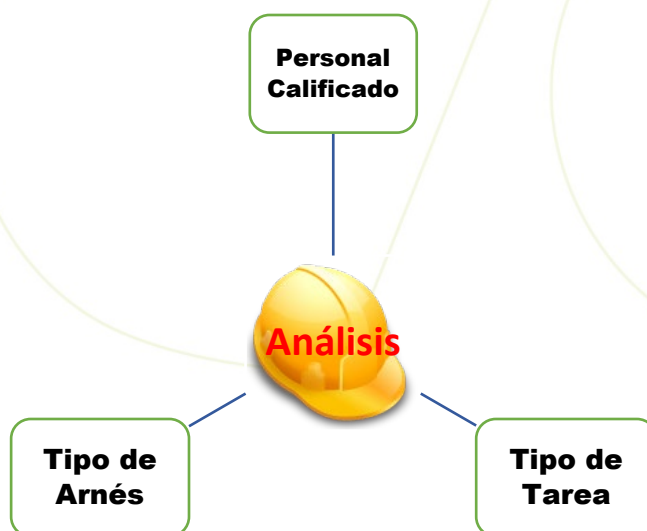 Personal
Calificado
Análisis
Tipo de
Arnés
Tipo de
Tarea